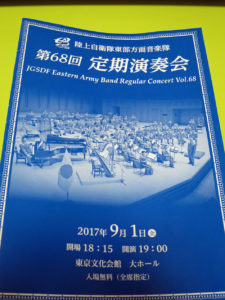 陸上自衛隊東部方面音楽隊
第68回 定期演奏会
JGSDF Eastern Army Band Regular Concert Vol.68
2017年9月1日㊎
開場 18:15 開演 19:00
東京文化会館 大ホール
入場無料（全席指定）